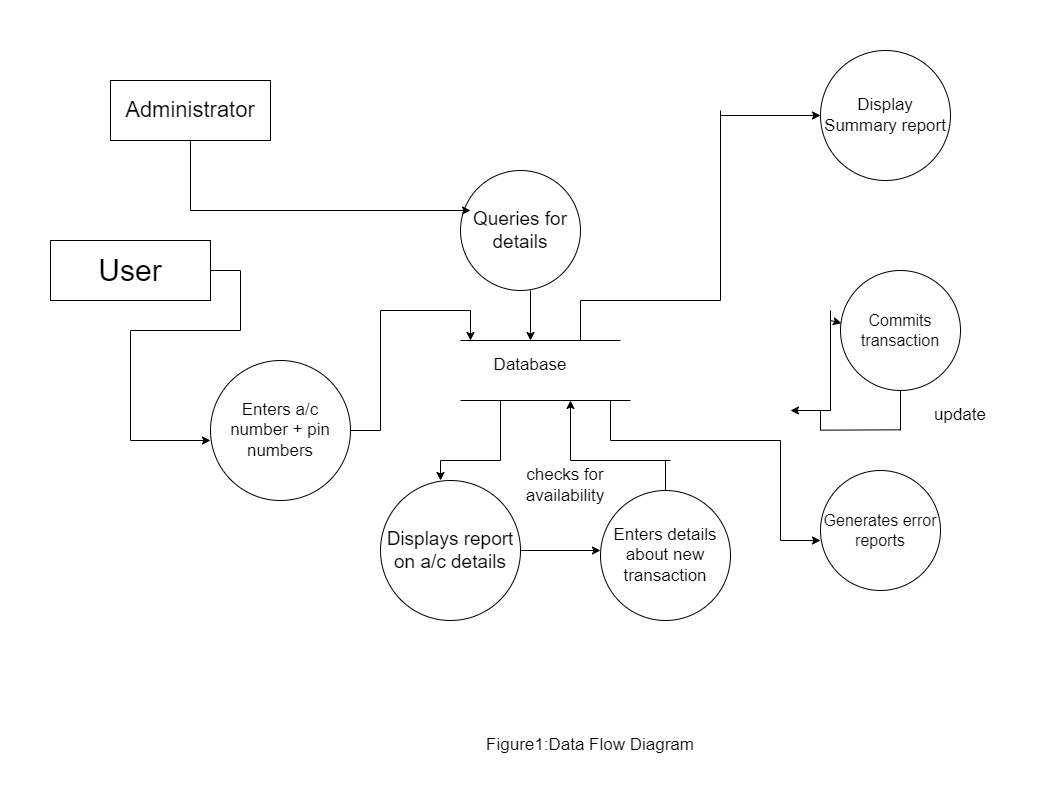 Administrator
Display
Summary report
Queries for
details
User
Commits
transaction
Database
Enters a/c
number + pin
numbers
update
checks for
availability
Displays report
on a/c details
Enters details
about new
transaction
Generates error
reports
Figure1:Data Flow Diagram